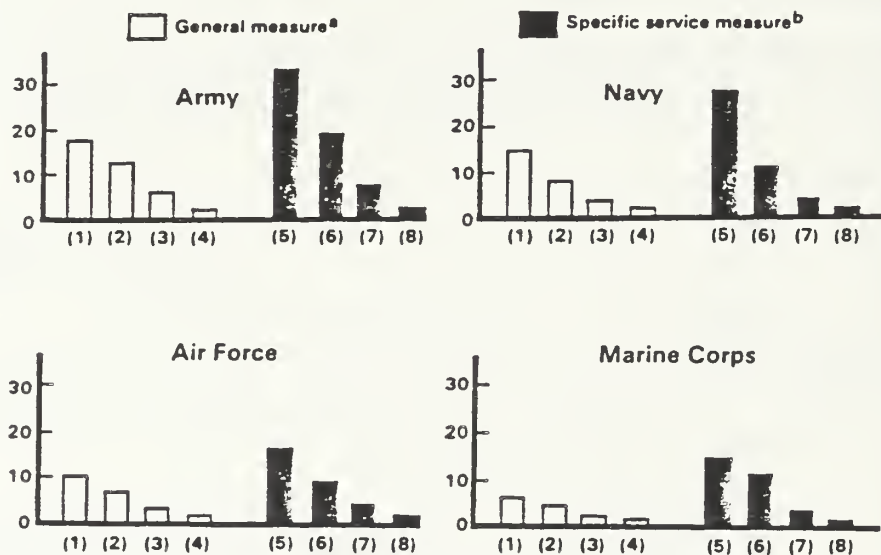 General measureᵃ
Specific service measureᵇ
Army
30
20
10
0
(1) (2) (3) (4) (5) (6) (7) (8)
Navy
30
20
10
0
(1) (2) (3) (4) (5) (6) (7) (8)
Air Force
30
20
10
0
(1) (2) (3) (4) (5) (6) (7) (8)
Marine Corps
30
20
10
0
(1) (2) (3) (4) (5) (6) (7) (8)